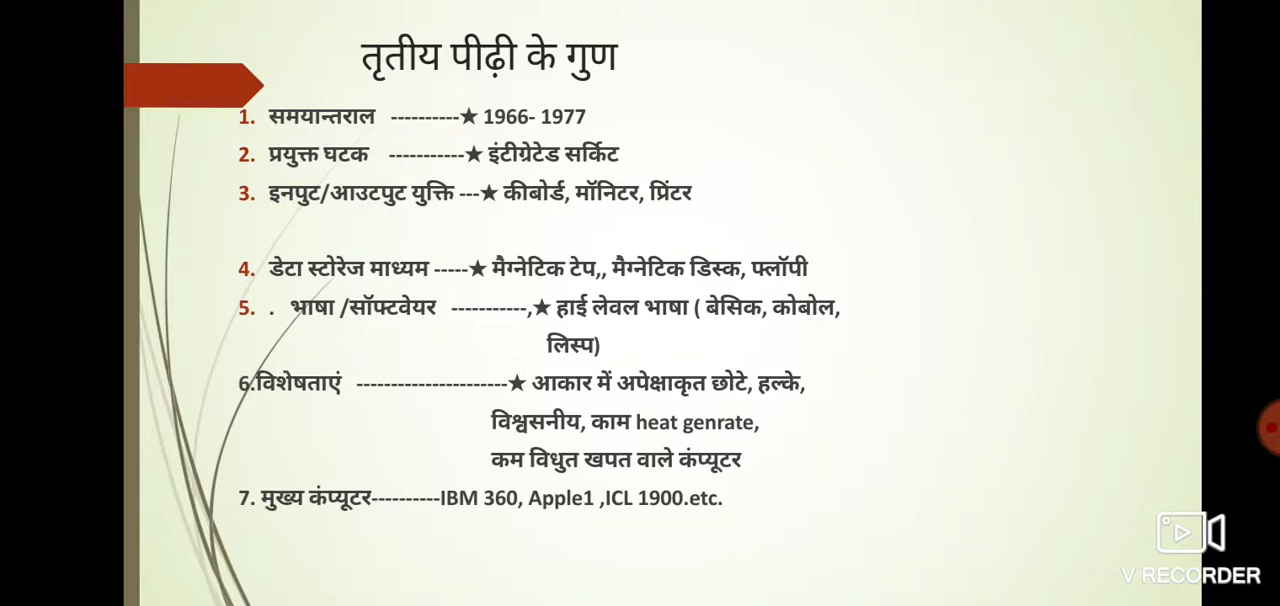 तृतीय पीढ़ी के गुण
1. समयान्तराल ----------★ 1966- 1977
2. प्रयुक्त घटक -----------★ इंटीग्रेटेड सर्किट
3. इनपुट/आउटपुट युक्ति ---★ कीबोर्ड, मॉनिटर, प्रिंटर
4. डेटा स्टोरेज माध्यम -----★ मैग्नेटिक टेप,, मैग्नेटिक डिस्क, फ्लॉपी
5. . भाषा /सॉफ्टवेयर -----------,★ हाई लेवल भाषा ( बेसिक, कोबोल,
लिस्प)
6.विशेषताएं ----------------------★ आकार में अपेक्षाकृत छोटे, हल्के,
विश्वसनीय, काम heat genrate,
कम विधुत खपत वाले कंप्यूटर
7. मुख्य कंप्यूटर----------IBM 360, Apple1 ,ICL 1900.etc.
V RECORDER